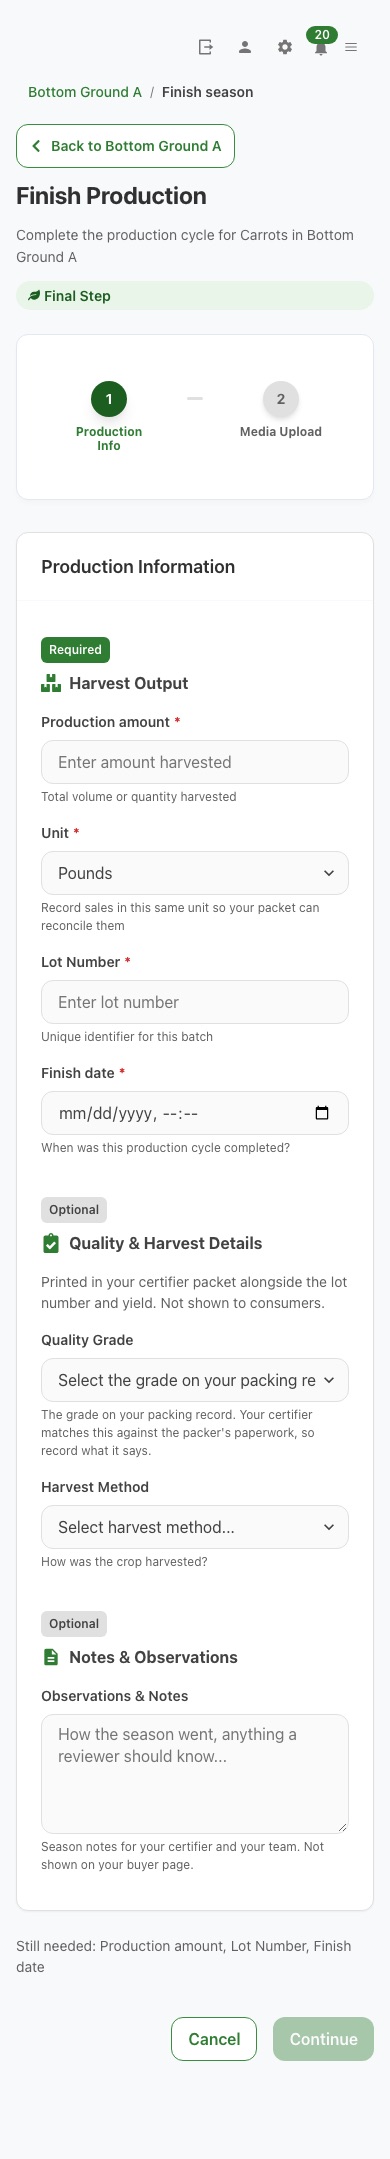 20
Bottom Ground A / Finish season
Back to Bottom Ground A
Finish Production
Complete the production cycle for Carrots in Bottom
Ground A
Final Step
1
Production
Info
2
Media Upload
Production Information
Required
Harvest Output
Production amount *
Enter amount harvested
Total volume or quantity harvested
Unit *
Pounds
Record sales in this same unit so your packet can
reconcile them
Lot Number *
Enter lot number
Unique identifier for this batch
Finish date *
mm/dd/yyyy, --:--
When was this production cycle completed?
Optional
Quality & Harvest Details
Printed in your certifier packet alongside the lot
number and yield. Not shown to consumers.
Quality Grade
Select the grade on your packing re
The grade on your packing record. Your certifier
matches this against the packer's paperwork, so
record what it says.
Harvest Method
Select harvest method...
How was the crop harvested?
Optional
Notes & Observations
Observations & Notes
How the season went, anything a
reviewer should know...
Season notes for your certifier and your team. Not
shown on your buyer page.
Still needed: Production amount, Lot Number, Finish
date
Cancel
Continue